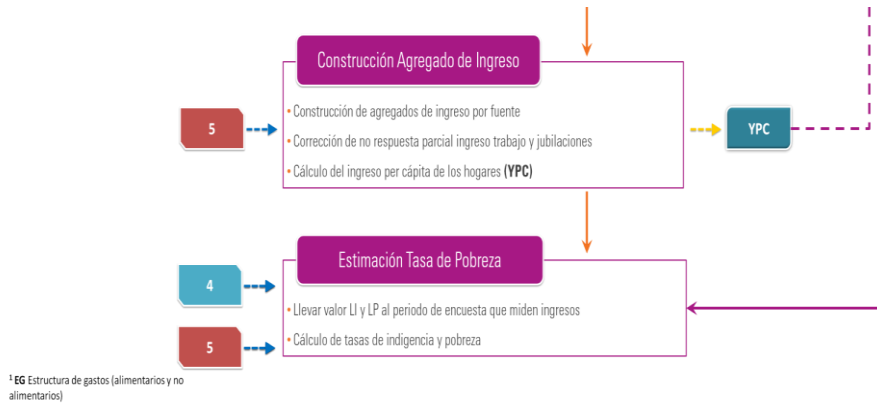 Construcción Agregado de Ingreso
5
• Construcción de agregados de ingreso por fuente
• Corrección de no respuesta parcial ingreso trabajo y jubilaciones
• Cálculo del ingreso per cápita de los hogares (YPC)
YPC
Estimación Tasa de Pobreza
4
• Llevar valor LI y LP al periodo de encuesta que miden ingresos
5
• Cálculo de tasas de indigencia y pobreza
¹ EG Estructura de gastos (alimentarios y no
alimentarios)